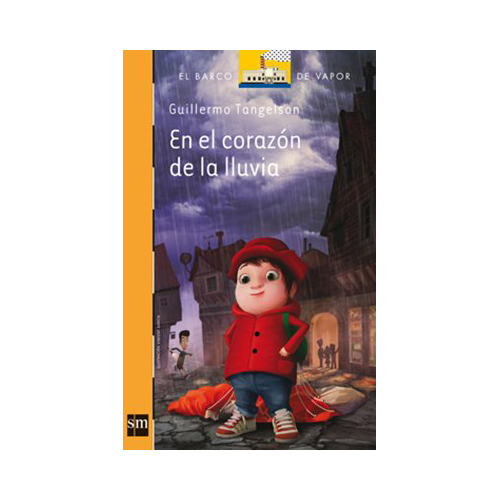 EL BARCO DE VAPOR
Guillermo Tangelson
En el corazón
de la lluvia
sm